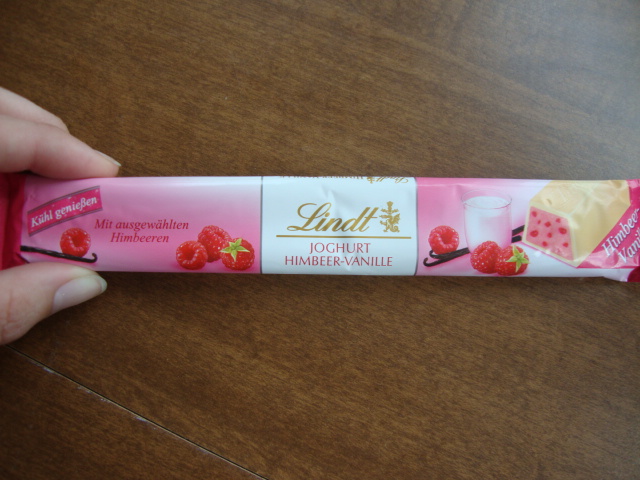 Kühl genießen
Mit ausgewählten
Himbeeren
Lindt
JOGHURT
HIMBEER-VANILLE